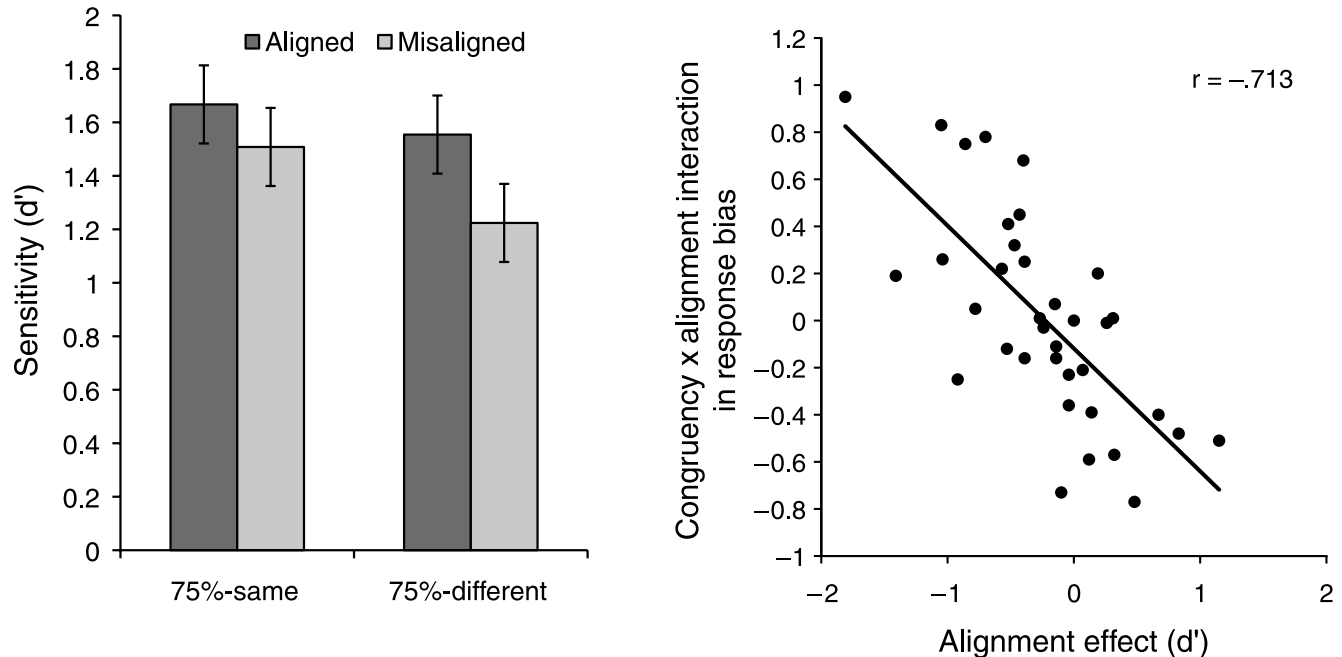 2
1.8
1.6
1.4
1.2
1
0.8
0.6
0.4
0.2
0
Sensitivity (d')
Aligned Misaligned
75%-same 75%-different
1.2
1
0.8
0.6
0.4
0.2
0
−0.2
−0.4
−0.6
−0.8
−1
Congruency x alignment interaction
in response bias
r = −.713
−2 −1 0 1 2
Alignment effect (d')